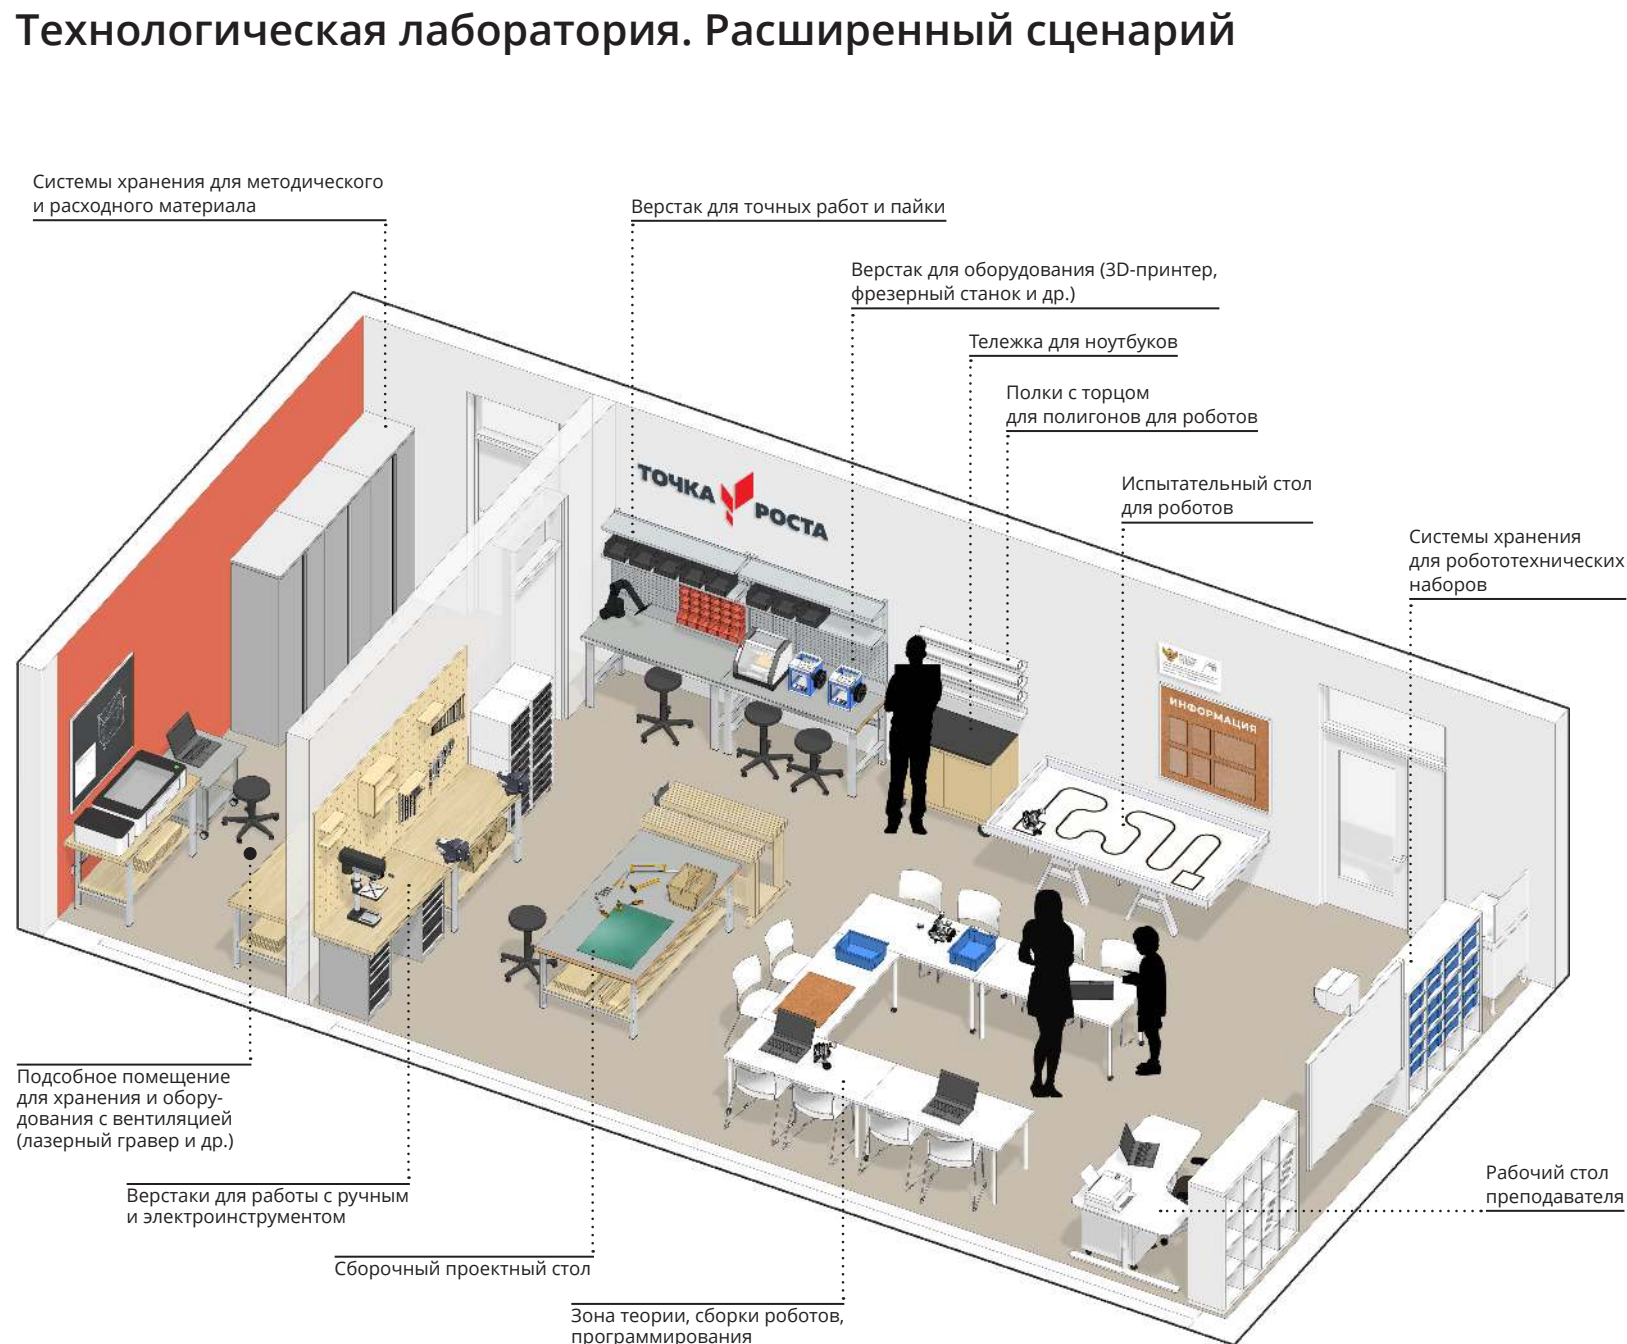 Технологическая лаборатория. Расширенный сценарий
Системы хранения для методического
и расходного материала
Верстак для точных работ и пайки
Верстак для оборудования (3D-принтер,
фрезерный станок и др.)
Тележка для ноутбуков
Полки с торцом
для полигонов для роботов
Испытательный стол
для роботов
Системы хранения
для робототехнических
наборов
ТОЧКА
РОСТА
ИНФОРМАЦИЯ
Подсобное помещение
для хранения и обору-
дования с вентиляцией
(лазерный гравер и др.)
Верстаки для работы с ручным
и электроинструментом
Сборочный проектный стол
Зона теории, сборки роботов,
программирования
Рабочий стол
преподавателя